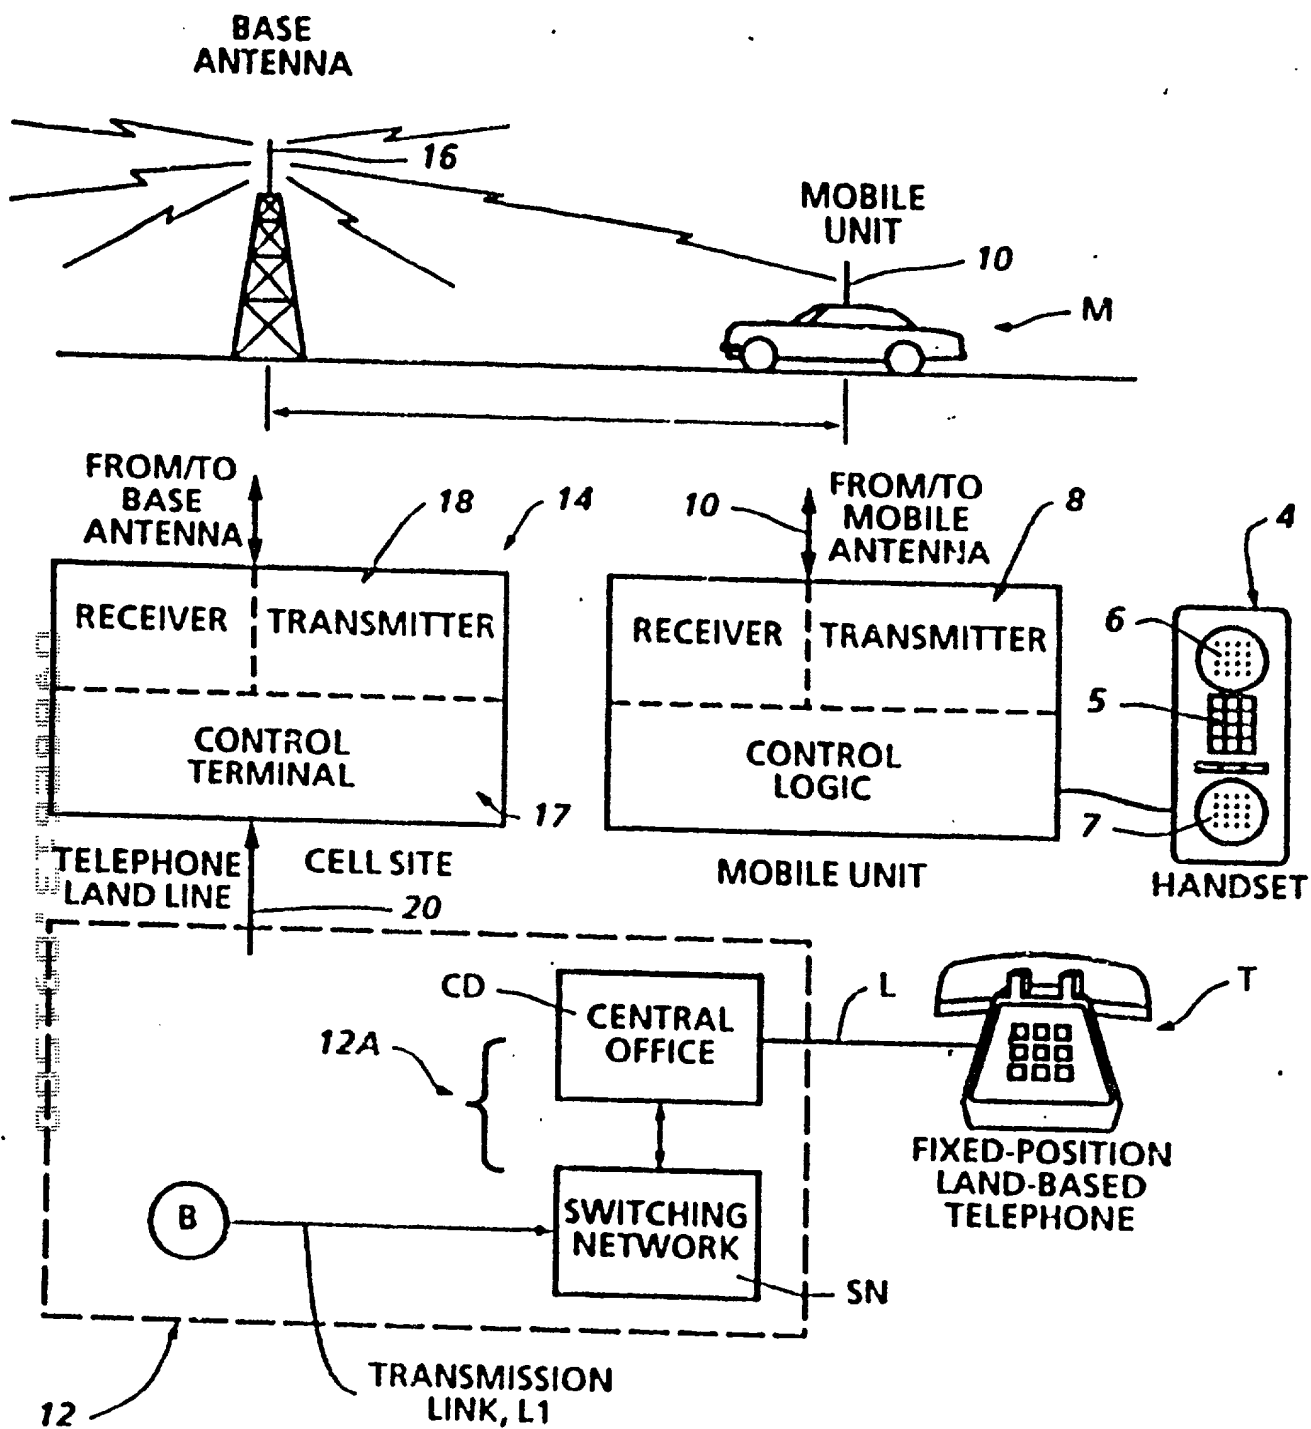 BASE
ANTENNA
16
MOBILE
UNIT
10
M
FROM/TO
BASE
ANTENNA
18
14
10
FROM/TO
MOBILE
ANTENNA
8
4
RECEIVER
TRANSMITTER
RECEIVER
TRANSMITTER
6
5
CONTROL
TERMINAL
17
CONTROL
LOGIC
7
TELEPHONE
LAND LINE
CELL SITE
20
MOBILE UNIT
HANDSET
CD
CENTRAL
OFFICE
L
T
12A
FIXED-POSITION
LAND-BASED
TELEPHONE
B
SWITCHING
NETWORK
SN
12
TRANSMISSION
LINK, L1